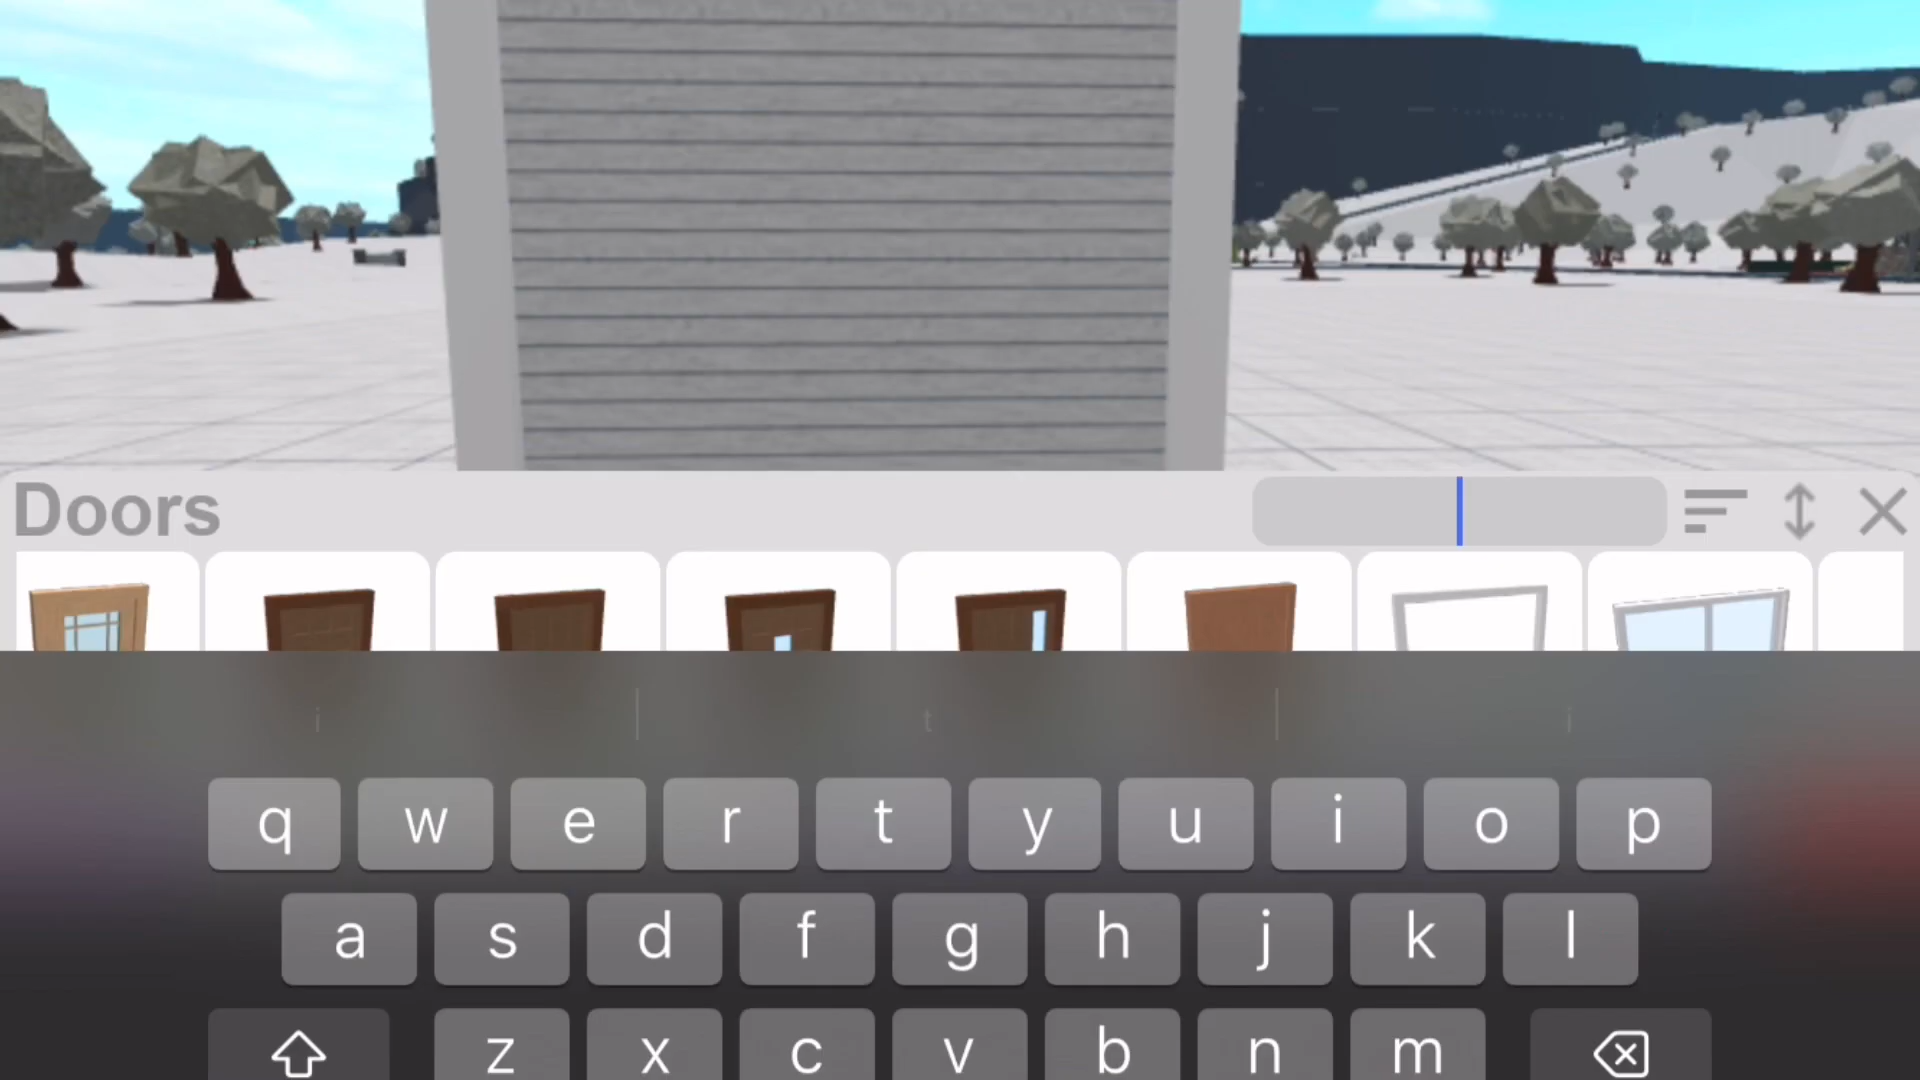 Doors
i t i
q w e r t y u i o p
a s d f g h j k l
z x c v b n m